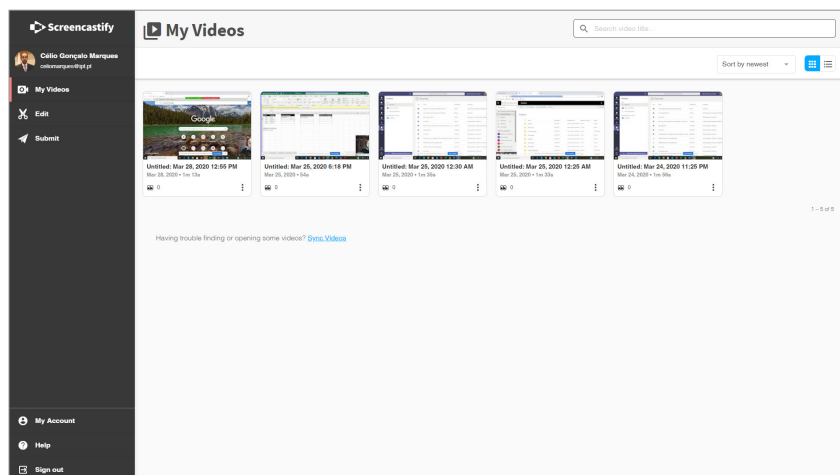 Screencastify
My Videos
Search video title...
Célio Gonçalo Marques
celiomarques@ipt.pt
Sort by newest
My Videos
Edit
Submit
Google
Untitled: Mar 28, 2020 12:55 PM
Mar 28, 2020 • 1m 13s
0
Untitled: Mar 25, 2020 6:18 PM
Mar 25, 2020 • 54s
0
Untitled: Mar 25, 2020 12:30 AM
Mar 25, 2020 • 1m 36s
0
Untitled: Mar 25, 2020 12:25 AM
Mar 25, 2020 • 1m 33s
0
Untitled: Mar 24, 2020 11:25 PM
Mar 24, 2020 • 1m 59s
0
1 – 5 of 5
Having trouble finding or opening some videos? Sync Videos
My Account
Help
Sign out